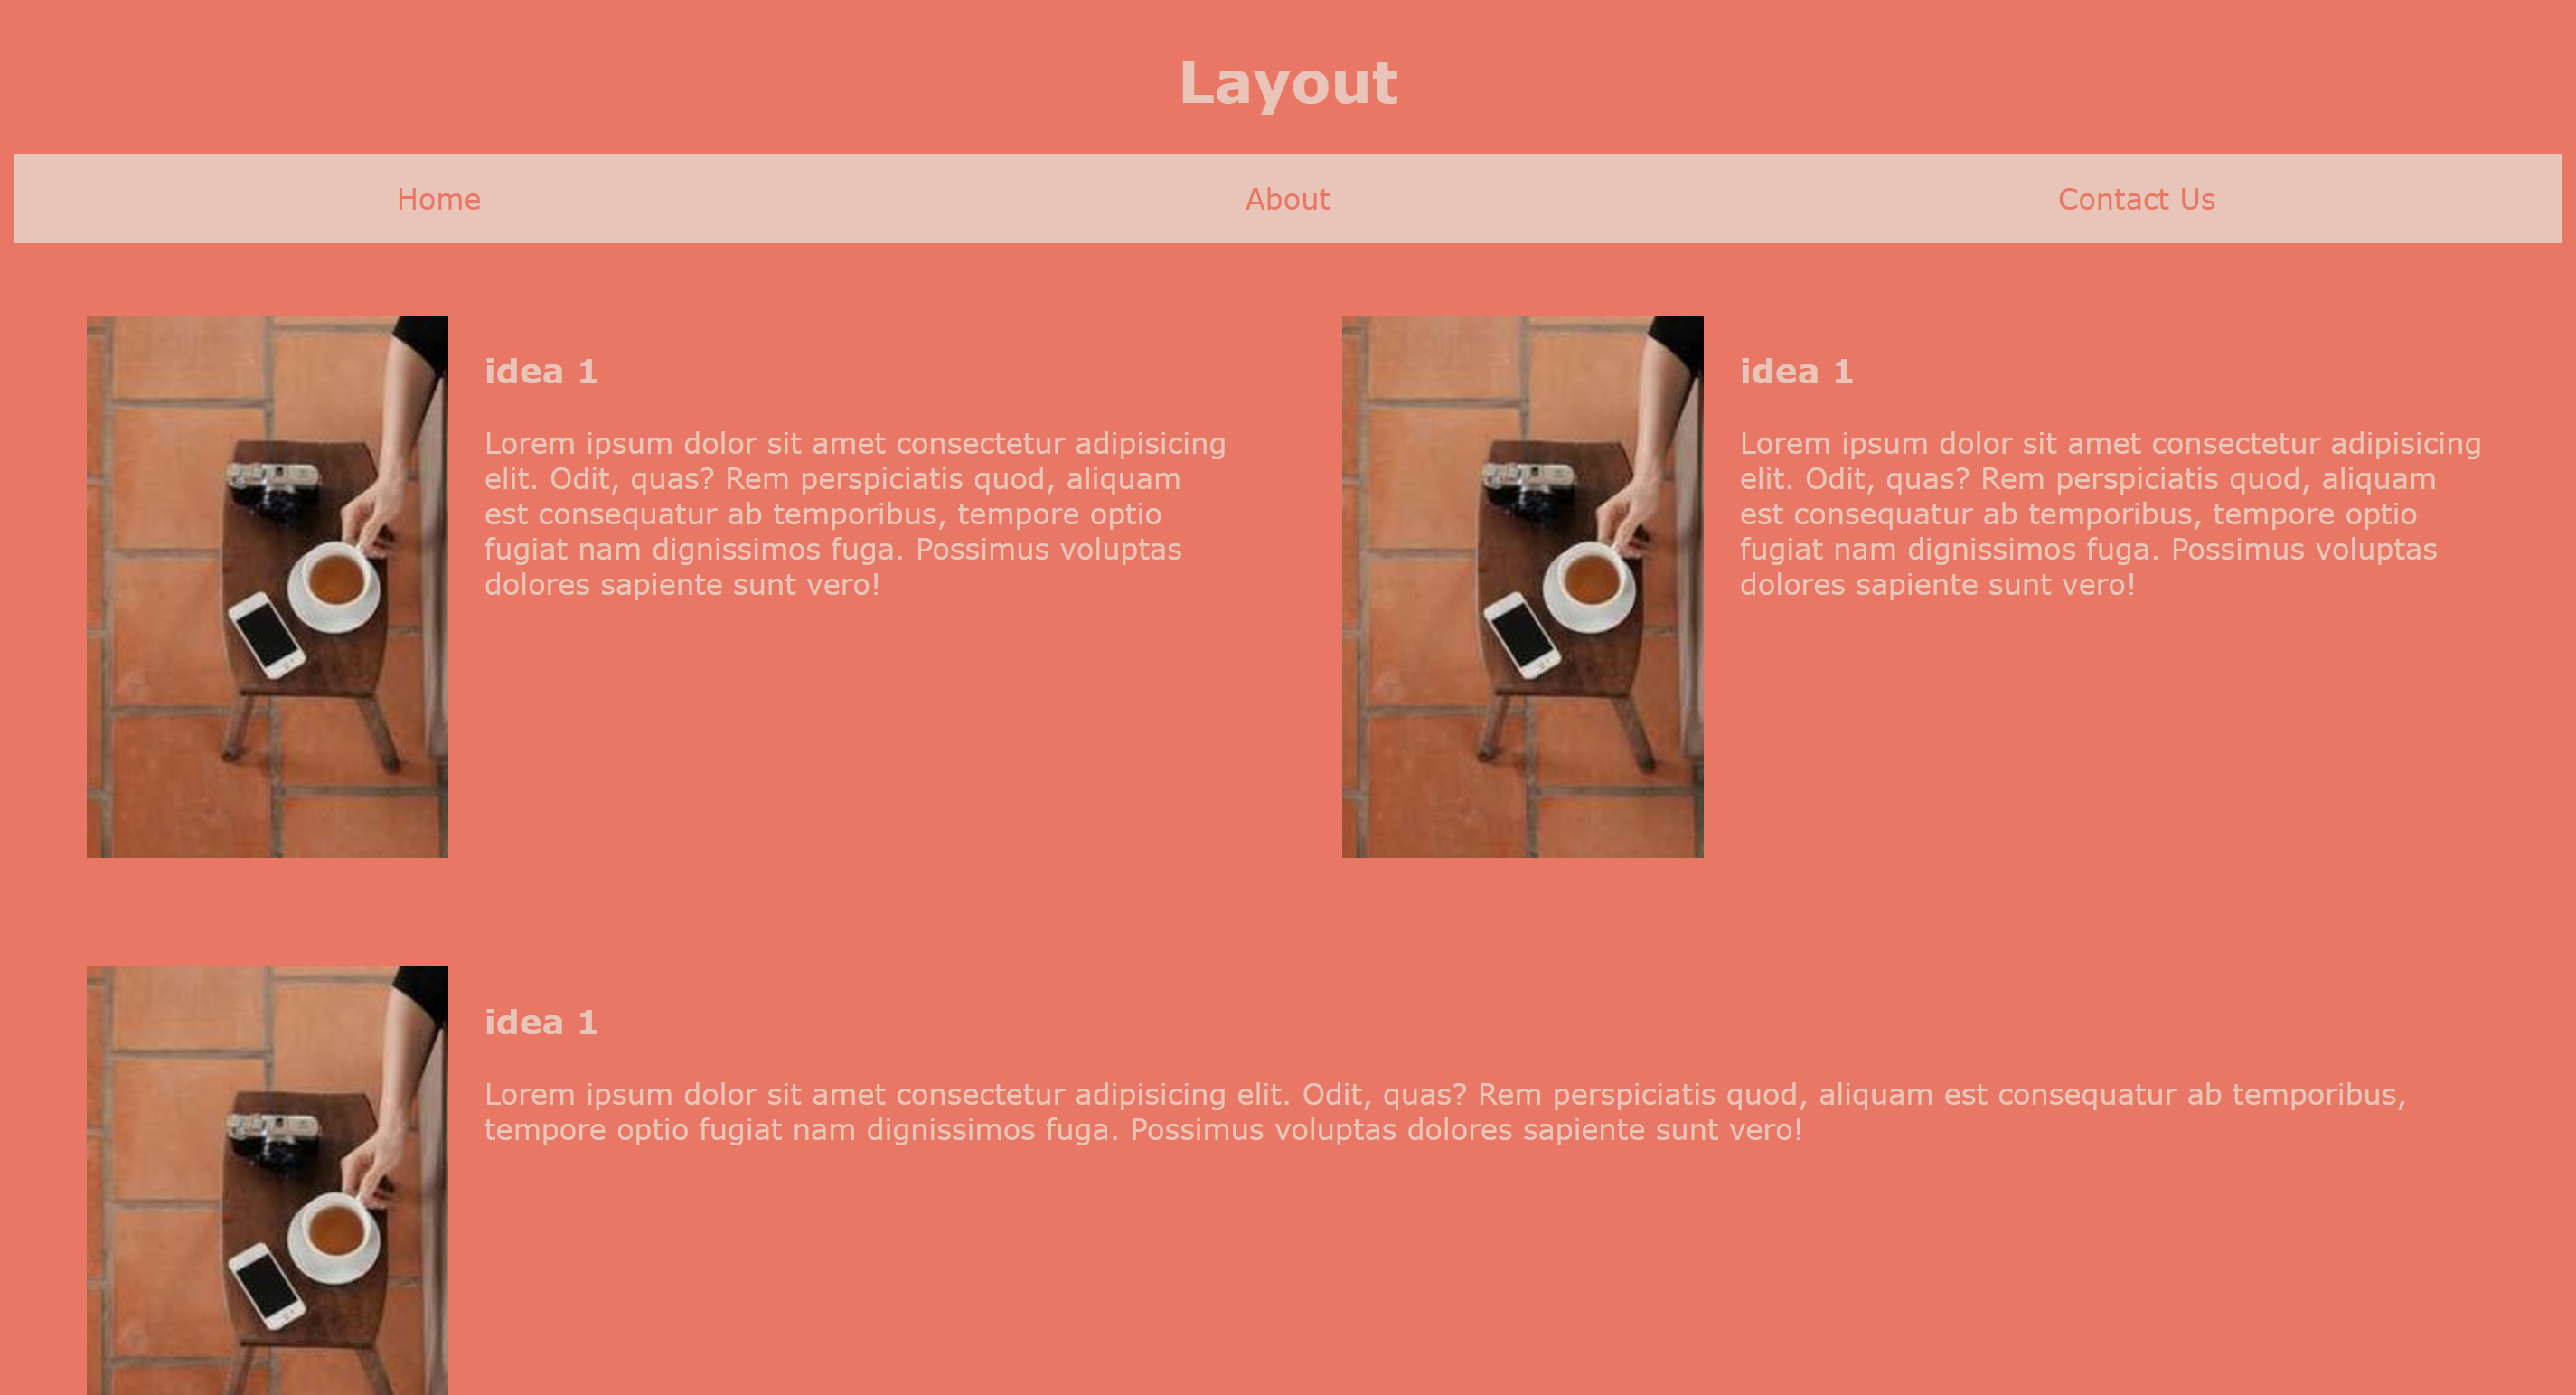 Layout
Home
About
Contact Us
idea 1
Lorem ipsum dolor sit amet consectetur adipisicing
elit. Odit, quas? Rem perspiciatis quod, aliquam
est consequatur ab temporibus, tempore optio
fugiat nam dignissimos fuga. Possimus voluptas
dolores sapiente sunt vero!
idea 1
Lorem ipsum dolor sit amet consectetur adipisicing
elit. Odit, quas? Rem perspiciatis quod, aliquam
est consequatur ab temporibus, tempore optio
fugiat nam dignissimos fuga. Possimus voluptas
dolores sapiente sunt vero!
idea 1
Lorem ipsum dolor sit amet consectetur adipisicing elit. Odit, quas? Rem perspiciatis quod, aliquam est consequatur ab temporibus,
tempore optio fugiat nam dignissimos fuga. Possimus voluptas dolores sapiente sunt vero!